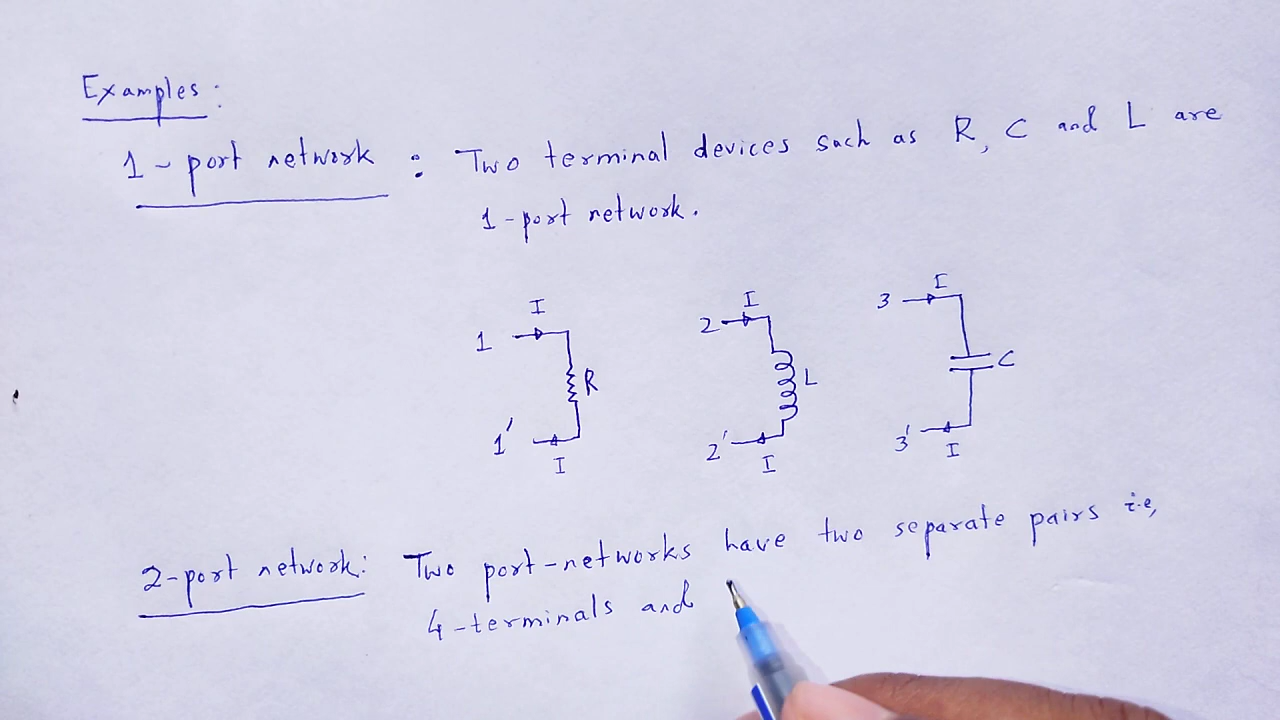 Examples:
1-port network : Two terminal devices such as R, C and L are
1-port network.
I
1
R
1'
I
I
2
L
2'
I
I
3
C
3'
I
2-port network: Two port-networks have two separate pairs i.e,
4-terminals and